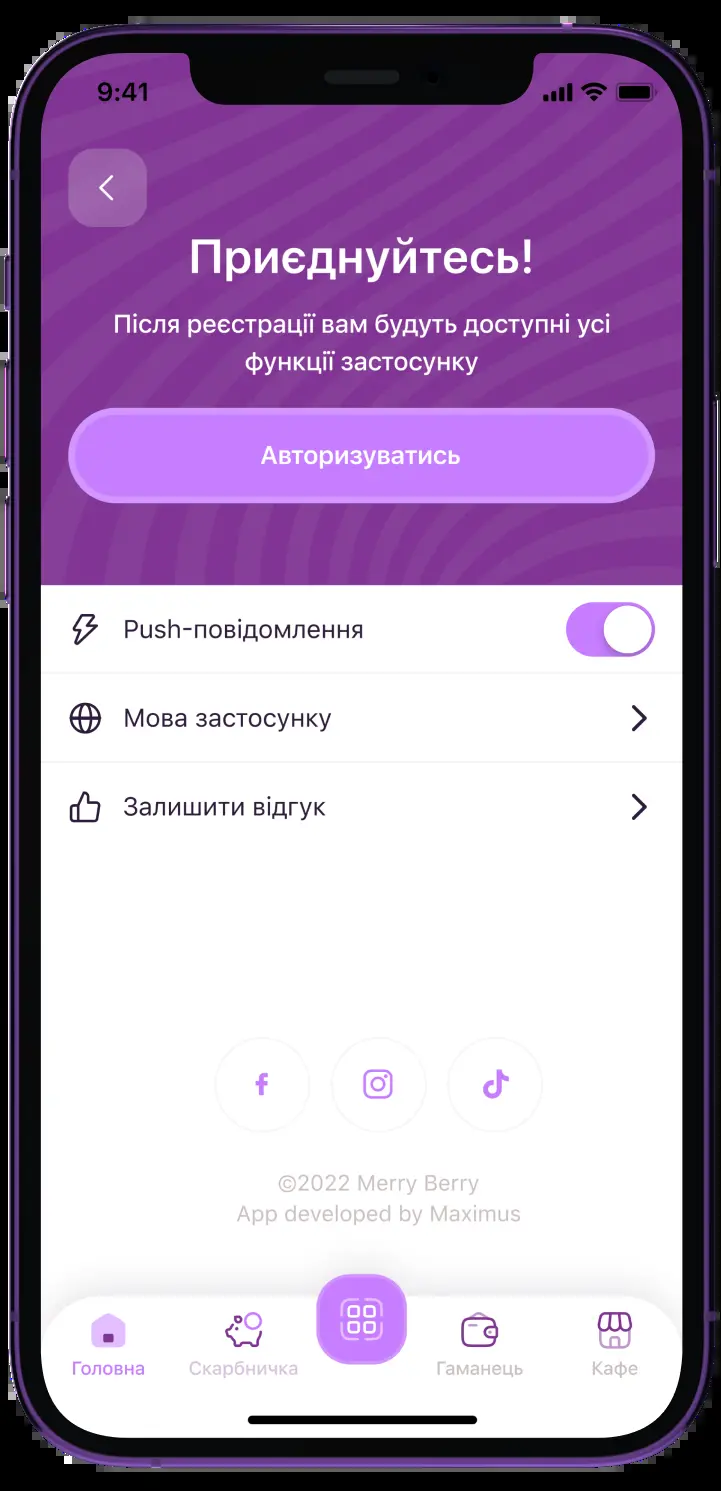 9:41
Приєднуйтесь!
Після реєстрації вам будуть доступні усі
функції застосунку
Авторизуватись
Push-повідомлення
Мова застосунку
Залишити відгук
©2022 Merry Berry
App developed by Maximus
Головна
Скарбничка
Гаманець
Кафе